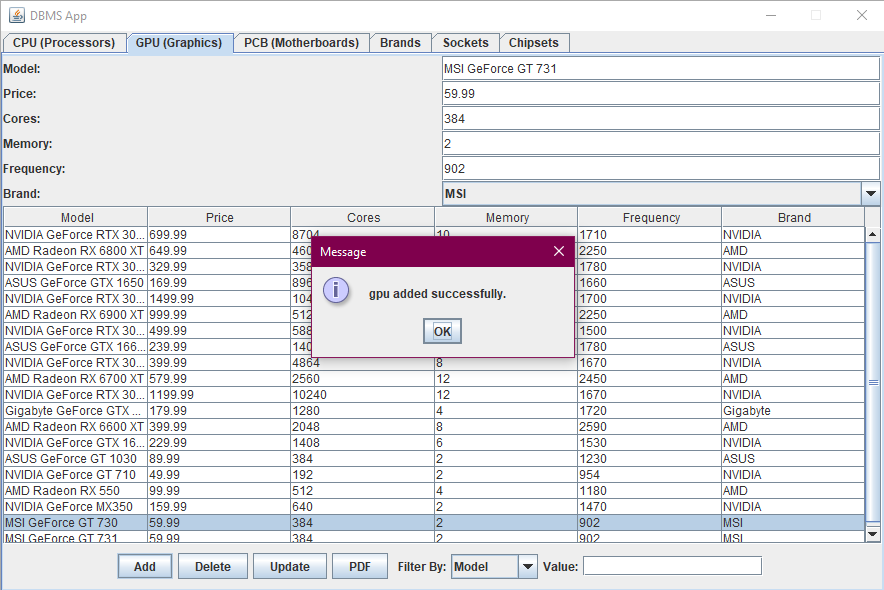 DBMS App
CPU (Processors) GPU (Graphics) PCB (Motherboards) Brands Sockets Chipsets
Model: MSI GeForce GT 731
Price: 59.99
Cores: 384
Memory: 2
Frequency: 902
Brand: MSI
Model Price Cores Memory Frequency Brand
NVIDIA GeForce RTX 30... 699.99 8704 10 1710 NVIDIA
AMD Radeon RX 6800 XT 649.99 2250 AMD
NVIDIA GeForce RTX 30... 329.99 1780 NVIDIA
ASUS GeForce GTX 1650 169.99 1660 ASUS
NVIDIA GeForce RTX 30... 1499.99 1700 NVIDIA
AMD Radeon RX 6900 XT 999.99 2250 AMD
NVIDIA GeForce RTX 30... 499.99 1500 NVIDIA
ASUS GeForce GTX 166... 239.99 1780 ASUS
NVIDIA GeForce RTX 30... 399.99 4864 8 1670 NVIDIA
AMD Radeon RX 6700 XT 579.99 2560 12 2450 AMD
NVIDIA GeForce RTX 30... 1199.99 10240 12 1670 NVIDIA
Gigabyte GeForce GTX ... 179.99 1280 4 1720 Gigabyte
AMD Radeon RX 6600 XT 399.99 2048 8 2590 AMD
NVIDIA GeForce GTX 16... 229.99 1408 6 1530 NVIDIA
ASUS GeForce GT 1030 89.99 384 2 1230 ASUS
NVIDIA GeForce GT 710 49.99 192 2 954 NVIDIA
AMD Radeon RX 550 99.99 512 4 1180 AMD
NVIDIA GeForce MX350 159.99 640 2 1470 NVIDIA
MSI GeForce GT 730 59.99 384 2 902 MSI
MSI GeForce GT 731 59.99 384 2 902 MSI
Message
gpu added successfully.
OK
Add Delete Update PDF Filter By: Model Value: